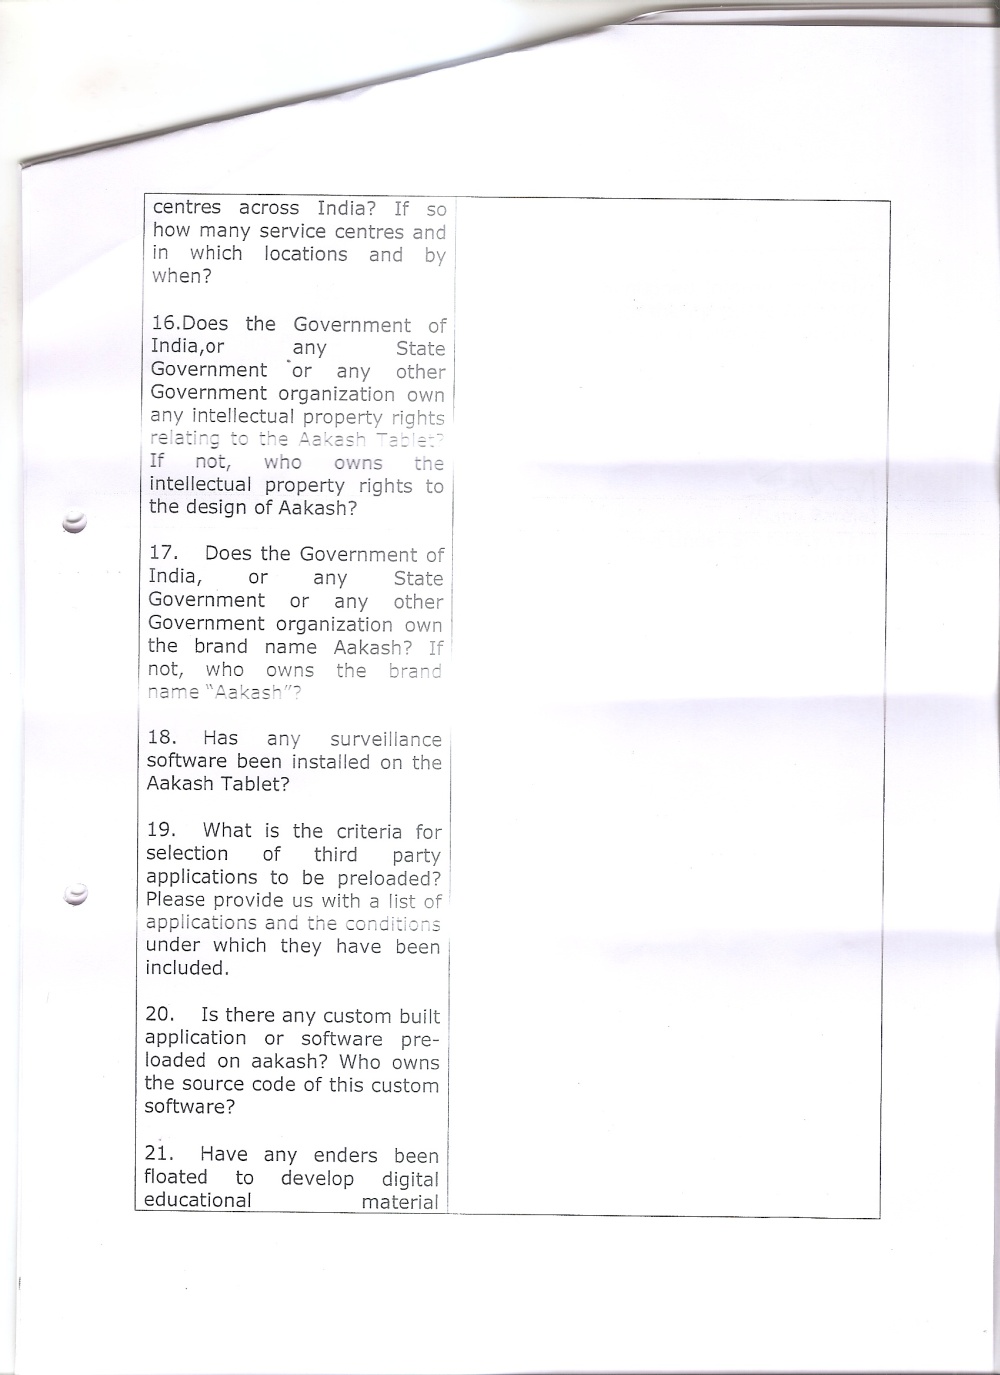 centres across India? If so
how many service centres and
in which locations and by
when?
16.Does the Government of
India,or any State
Government or any other
Government organization own
any intellectual property rights
relating to the Aakash Tablet?
If not, who owns the
intellectual property rights to
the design of Aakash?
17. Does the Government of
India, or any State
Government or any other
Government organization own
the brand name Aakash? If
not, who owns the brand
name "Aakash"?
18. Has any surveillance
software been installed on the
Aakash Tablet?
19. What is the criteria for
selection of third party
applications to be preloaded?
Please provide us with a list of
applications and the conditions
under which they have been
included.
20. Is there any custom built
application or software pre-
loaded on aakash? Who owns
the source code of this custom
software?
21. Have any enders been
floated to develop digital
educational material